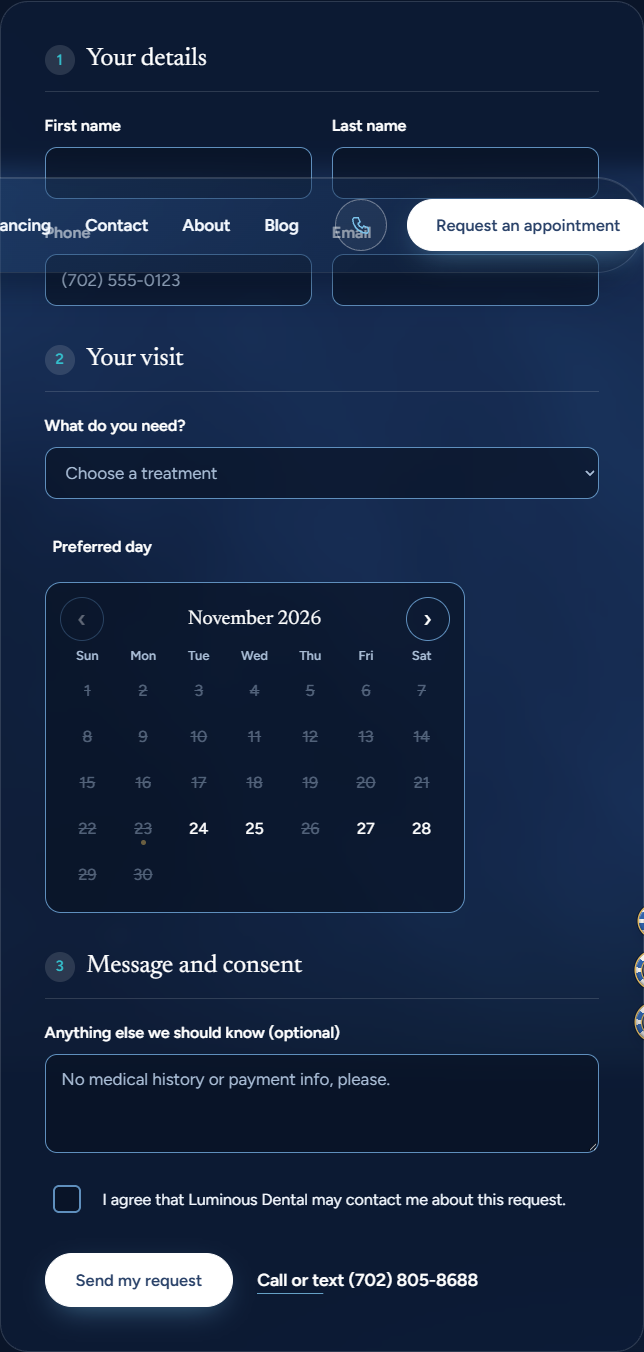 1 Your details
First name Last name
ancing Contact About Blog Request an appointment
Phone Email
(702) 555-0123
2 Your visit
What do you need?
Choose a treatment
Preferred day
‹ November 2026 ›
Sun Mon Tue Wed Thu Fri Sat
1 2 3 4 5 6 7
8 9 10 11 12 13 14
15 16 17 18 19 20 21
22 23 24 25 26 27 28
29 30
3 Message and consent
Anything else we should know (optional)
No medical history or payment info, please.
I agree that Luminous Dental may contact me about this request.
Send my request Call or text (702) 805-8688